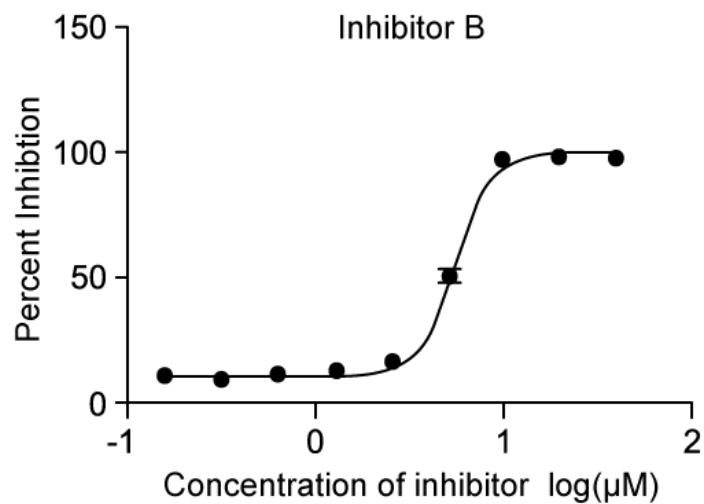 Inhibitor B
150
100
50
0
Percent Inhibtion
-1 0 1 2
Concentration of inhibitor log(µM)